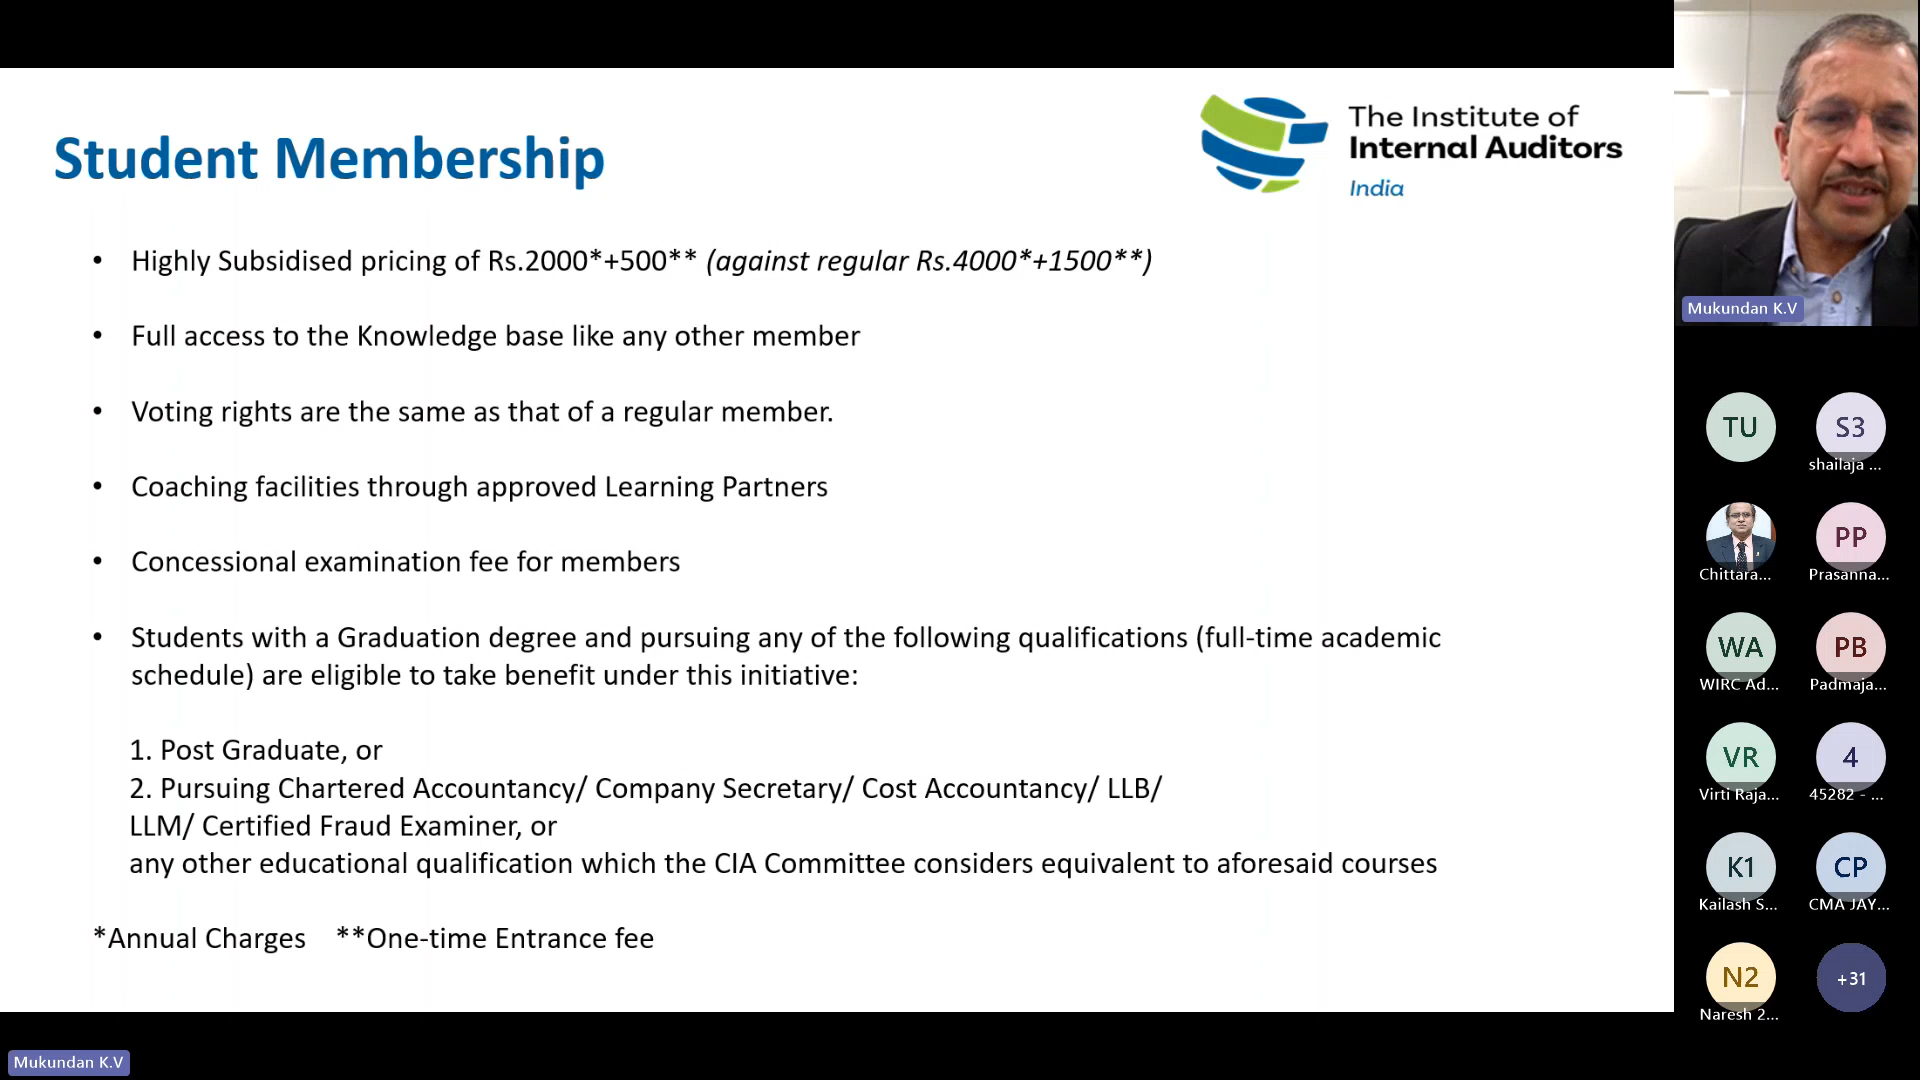 Student Membership
The Institute of
Internal Auditors
India
• Highly Subsidised pricing of Rs.2000*+500** (against regular Rs.4000*+1500**)
• Full access to the Knowledge base like any other member
• Voting rights are the same as that of a regular member.
• Coaching facilities through approved Learning Partners
• Concessional examination fee for members
• Students with a Graduation degree and pursuing any of the following qualifications (full-time academic
schedule) are eligible to take benefit under this initiative:
1. Post Graduate, or
2. Pursuing Chartered Accountancy/ Company Secretary/ Cost Accountancy/ LLB/
LLM/ Certified Fraud Examiner, or
any other educational qualification which the CIA Committee considers equivalent to aforesaid courses
*Annual Charges **One-time Entrance fee
Mukundan K.V
TU
S3
shailaja ...
Chittara...
PP
Prasanna...
WA
WIRC Ad...
PB
Padmaja...
VR
Virti Raja...
4
45282 - ...
K1
Kailash S...
CP
CMA JAY...
N2
Naresh 2...
+31
Mukundan K.V